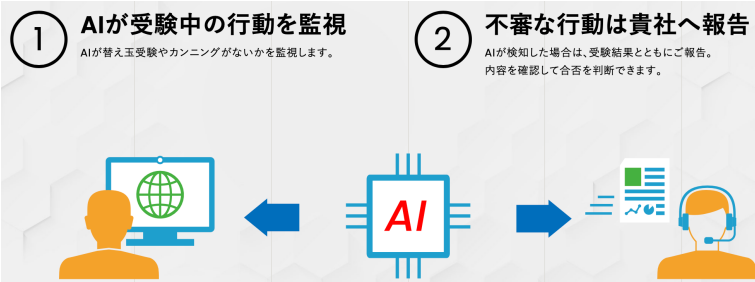 1
AIが受験中の行動を監視
AIが替え玉受験やカンニングがないかを監視します。
2
不審な行動は貴社へ報告
AIが検知した場合は、受験結果とともにご報告。
内容を確認して合否を判断できます。
AI